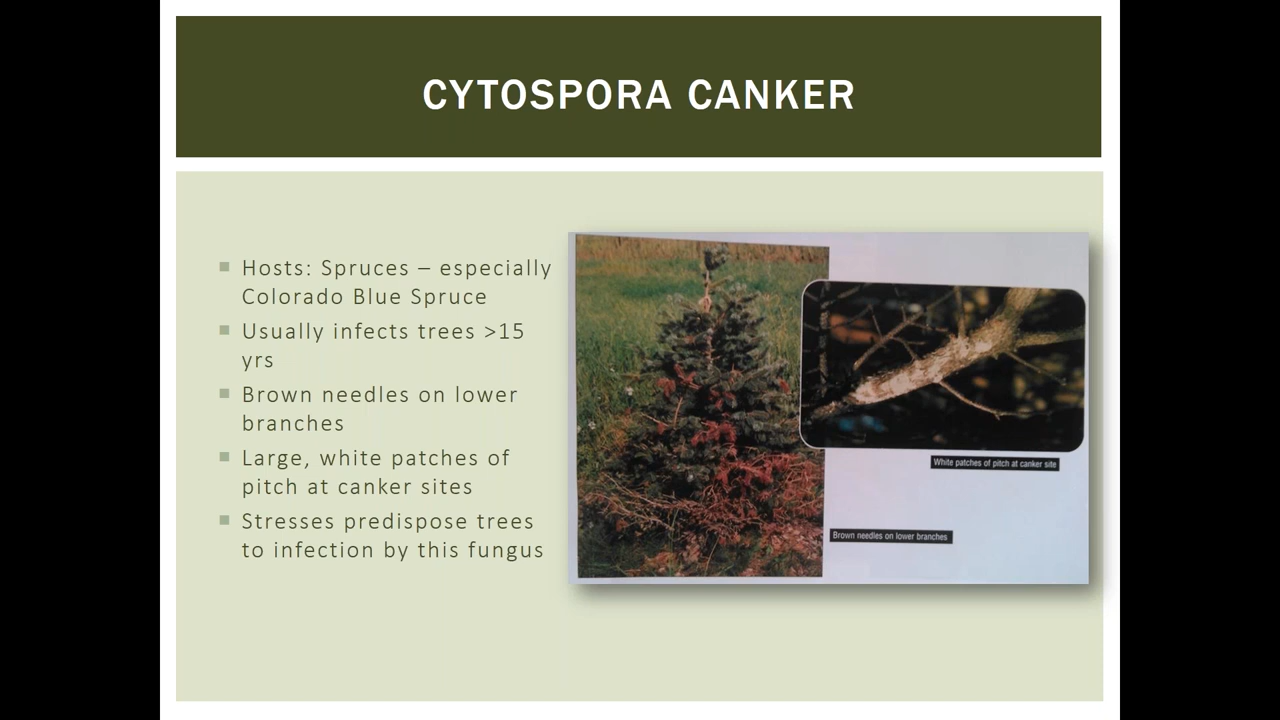 CYTOSPORA CANKER
Hosts: Spruces – especially
Colorado Blue Spruce
Usually infects trees >15
yrs
Brown needles on lower
branches
Large, white patches of
pitch at canker sites
Stresses predispose trees
to infection by this fungus
White patches of pitch at canker site
Brown needles on lower branches